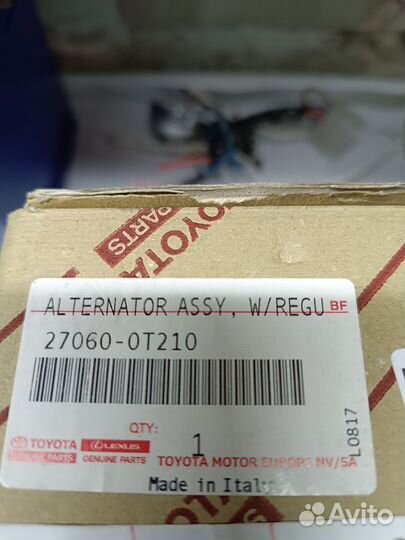 TOYOTA
PARTS
TOYOTA
ALTERNATOR ASSY, W/REGU BF
27060-0T210
QTY: 1
L0817
TOYOTA LEXUS
GENUINE PARTS GENUINE PARTS
TOYOTA MOTOR EUROPE NV/SA
Made in Italy
Avito